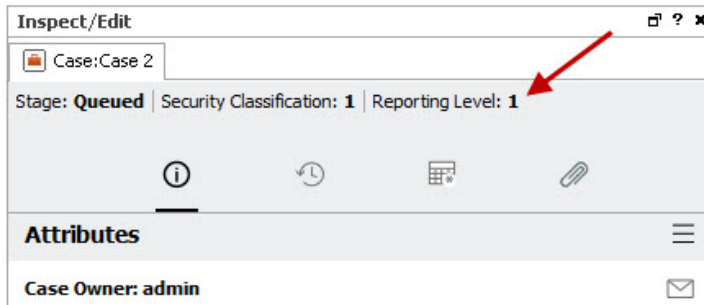 Inspect/Edit
Case:Case 2
Stage: Queued | Security Classification: 1 | Reporting Level: 1
Attributes
Case Owner: admin